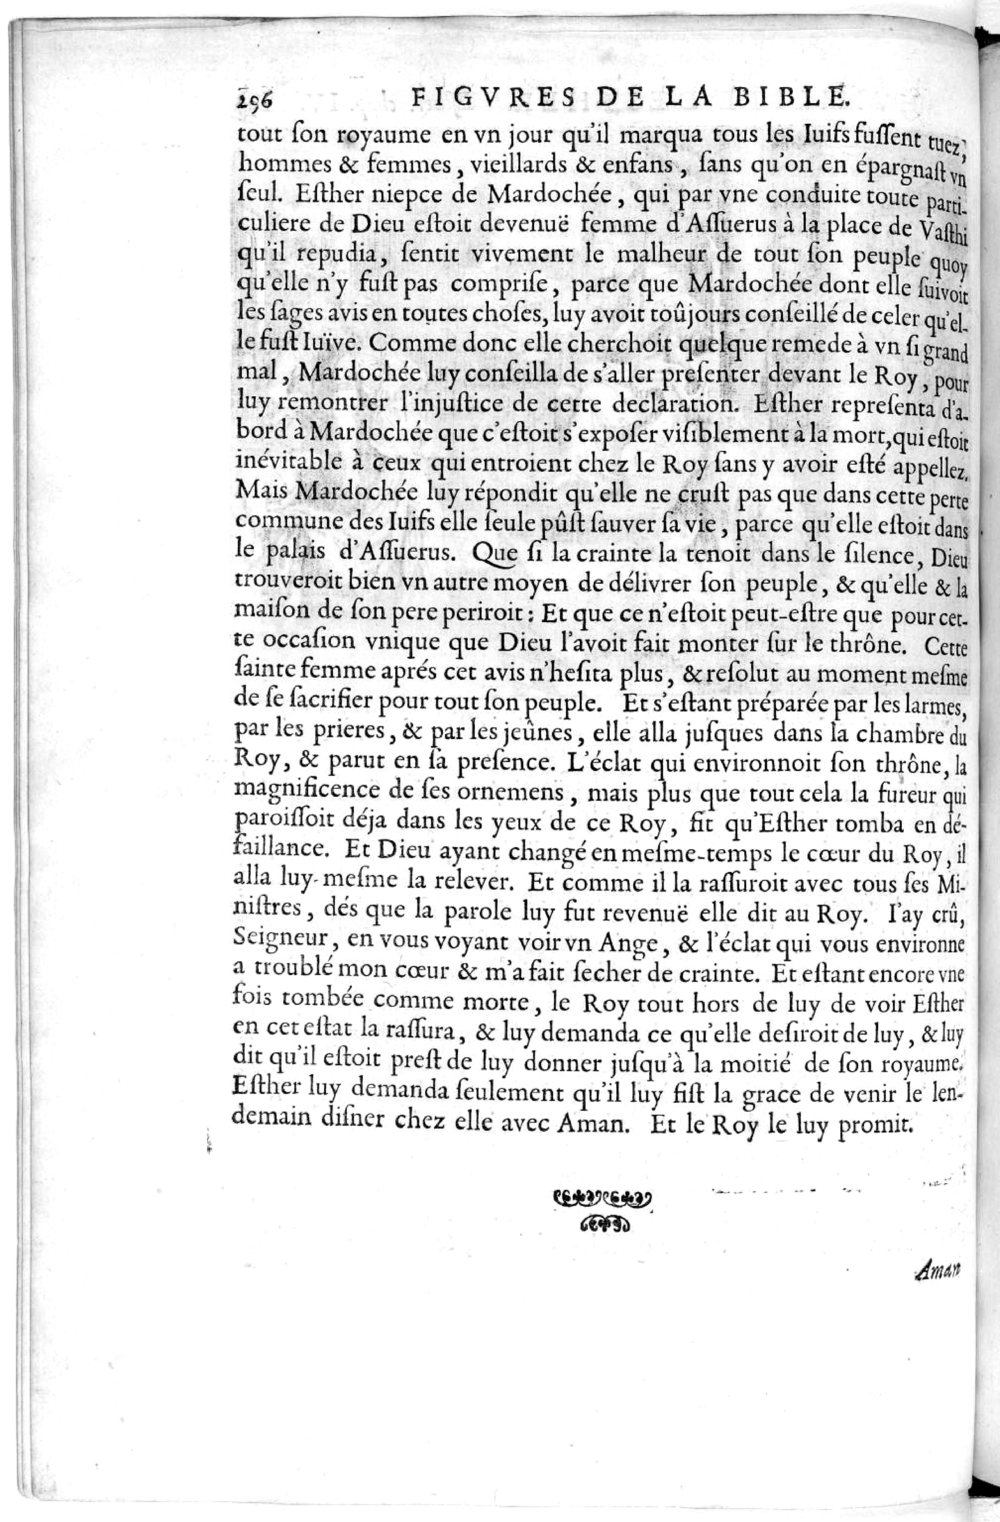 296 FIGVRES DE LA BIBLE.
tout ſon royaume en vn jour qu'il marqua tous les Iuifs fuſſent tuez,
hommes & femmes, vieillards & enfans, ſans qu'on en épargnaſt vn
ſeul. Eſther niepce de Mardochée, qui par vne conduite toute parti-
culiere de Dieu eſtoit devenuë femme d'Aſſuerus à la place de Vaſthi
qu'il repudia, ſentit vivement le malheur de tout ſon peuple quoy
qu'elle n'y fuſt pas compriſe, parce que Mardochée dont elle ſuivoit
les ſages avis en toutes choſes, luy avoit toûjours conſeillé de celer qu'el-
le fuſt Iuïve. Comme donc elle cherchoit quelque remede à vn ſi grand
mal, Mardochée luy conſeilla de s'aller preſenter devant le Roy, pour
luy remontrer l'injuſtice de cette declaration. Eſther repreſenta d'a-
bord à Mardochée que c'eſtoit s'expoſer viſiblement à la mort, qui eſtoit
inévitable à ceux qui entroient chez le Roy ſans y avoir eſté appellez.
Mais Mardochée luy répondit qu'elle ne cruſt pas que dans cette perte
commune des Iuifs elle ſeule pûſt ſauver ſa vie, parce qu'elle eſtoit dans
le palais d'Aſſuerus. Que ſi la crainte la tenoit dans le ſilence, Dieu
trouveroit bien vn autre moyen de délivrer ſon peuple, & qu'elle & la
maiſon de ſon pere periroit : Et que ce n'eſtoit peut-eſtre que pour cet-
te occaſion vnique que Dieu l'avoit fait monter ſur le thrône. Cette
ſainte femme aprés cet avis n'heſita plus, & reſolut au moment meſme
de ſe ſacrifier pour tout ſon peuple. Et s'eſtant préparée par les larmes,
par les prieres, & par les jeûnes, elle alla juſques dans la chambre du
Roy, & parut en ſa preſence. L'éclat qui environnoit ſon thrône, la
magnificence de ſes ornemens, mais plus que tout cela la fureur qui
paroiſſoit déja dans les yeux de ce Roy, fit qu'Eſther tomba en dé-
faillance. Et Dieu ayant changé en meſme-temps le cœur du Roy, il
alla luy-meſme la relever. Et comme il la raſſuroit avec tous ſes Mi-
niſtres, dés que la parole luy fut revenuë elle dit au Roy. I'ay crû,
Seigneur, en vous voyant voir vn Ange, & l'éclat qui vous environne
a troublé mon cœur & m'a fait ſecher de crainte. Et eſtant encore vne
fois tombée comme morte, le Roy tout hors de luy de voir Eſther
en cet eſtat la raſſura, & luy demanda ce qu'elle deſiroit de luy, & luy
dit qu'il eſtoit preſt de luy donner juſqu'à la moitié de ſon royaume.
Eſther luy demanda ſeulement qu'il luy fiſt la grace de venir le len-
demain diſner chez elle avec Aman. Et le Roy le luy promit.
Aman